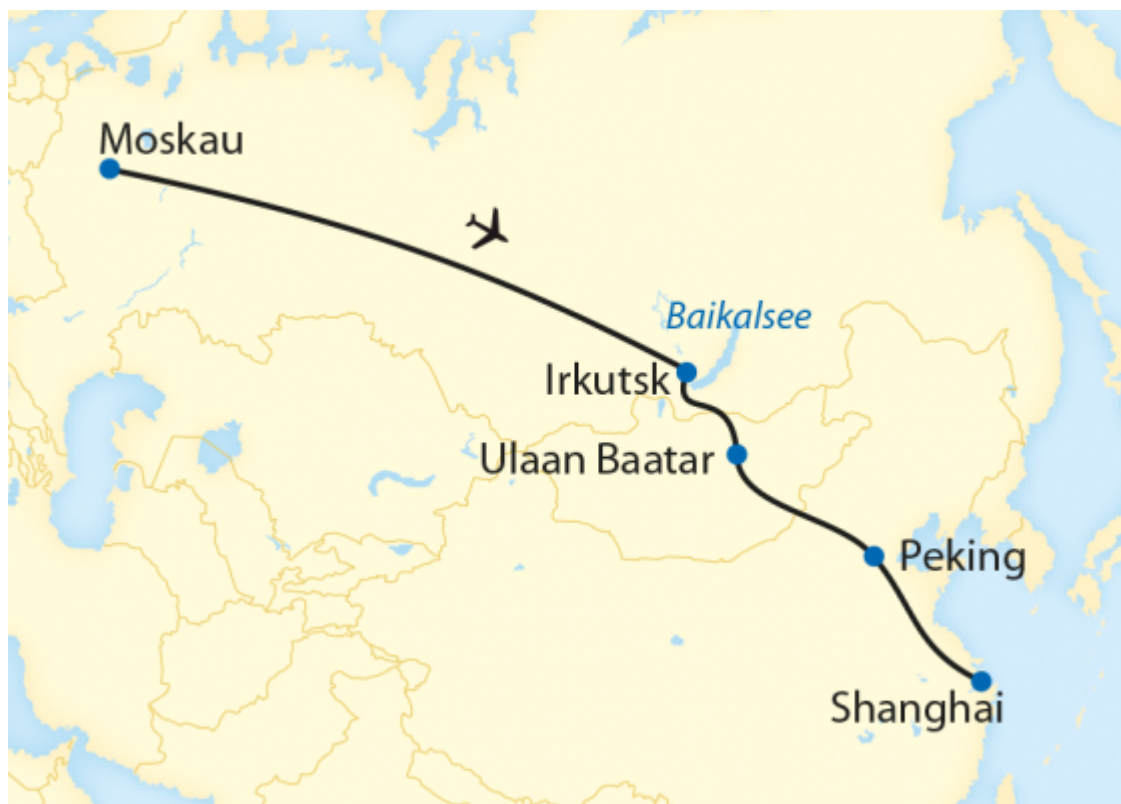 Moskau
Baikalsee
Irkutsk
Ulaan Baatar
Peking
Shanghai